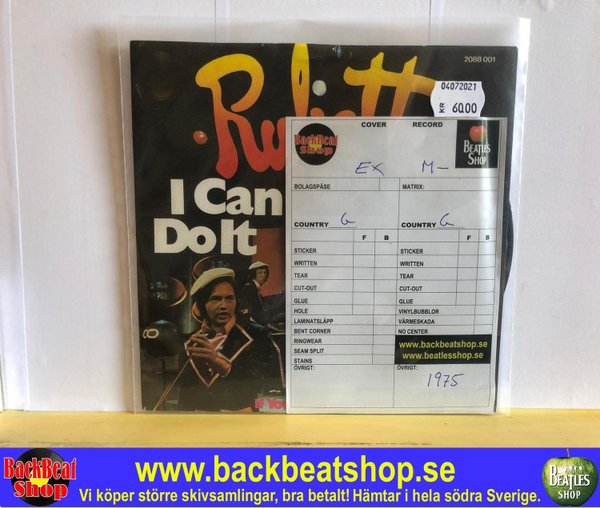 2088 001
04072021
KR 60.00
I Can
Do It
BackBeat
Shop
COVER RECORD
BEATLES
SHOP
EX M-
BOLAGSPÅSE MATRIX:
COUNTRY G COUNTRY G
F B F B
STICKER STICKER
WRITTEN WRITTEN
TEAR TEAR
CUT-OUT CUT-OUT
GLUE GLUE
HOLE VINYLBUBBLOR
LAMINATSLÄPP VÄRMESKADA
BENT CORNER NO CENTER
RINGWEAR www.backbeatshop.se
SEAM SPLIT www.beatlesshop.se
STAINS
ÖVRIGT: ÖVRIGT:
1975
BackBeat
Shop
www.backbeatshop.se
Vi köper större skivsamlingar, bra betalt! Hämtar i hela södra Sverige.
BEATLES
SHOP